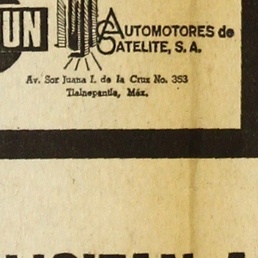 UN
AUTOMOTORES de
SATELITE, S. A.
Av. Sor Juana I. de la Cruz No. 353
Tlalnepantla, Méx.